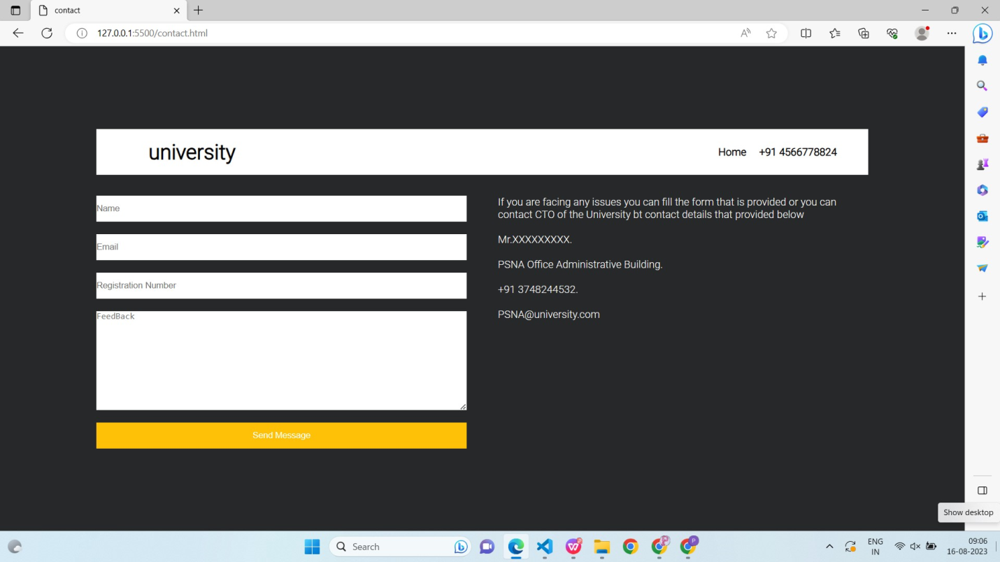 contact
127.0.0.1:5500/contact.html
university
Home
+91 4566778824
Name
If you are facing any issues you can fill the form that is provided or you can
contact CTO of the University bt contact details that provided below
Email
Mr.XXXXXXXXX.
PSNA Office Administrative Building.
Registration Number
+91 3748244532.
FeedBack
PSNA@university.com
Send Message
Show desktop
Search
ENG
IN
09:06
16-08-2023